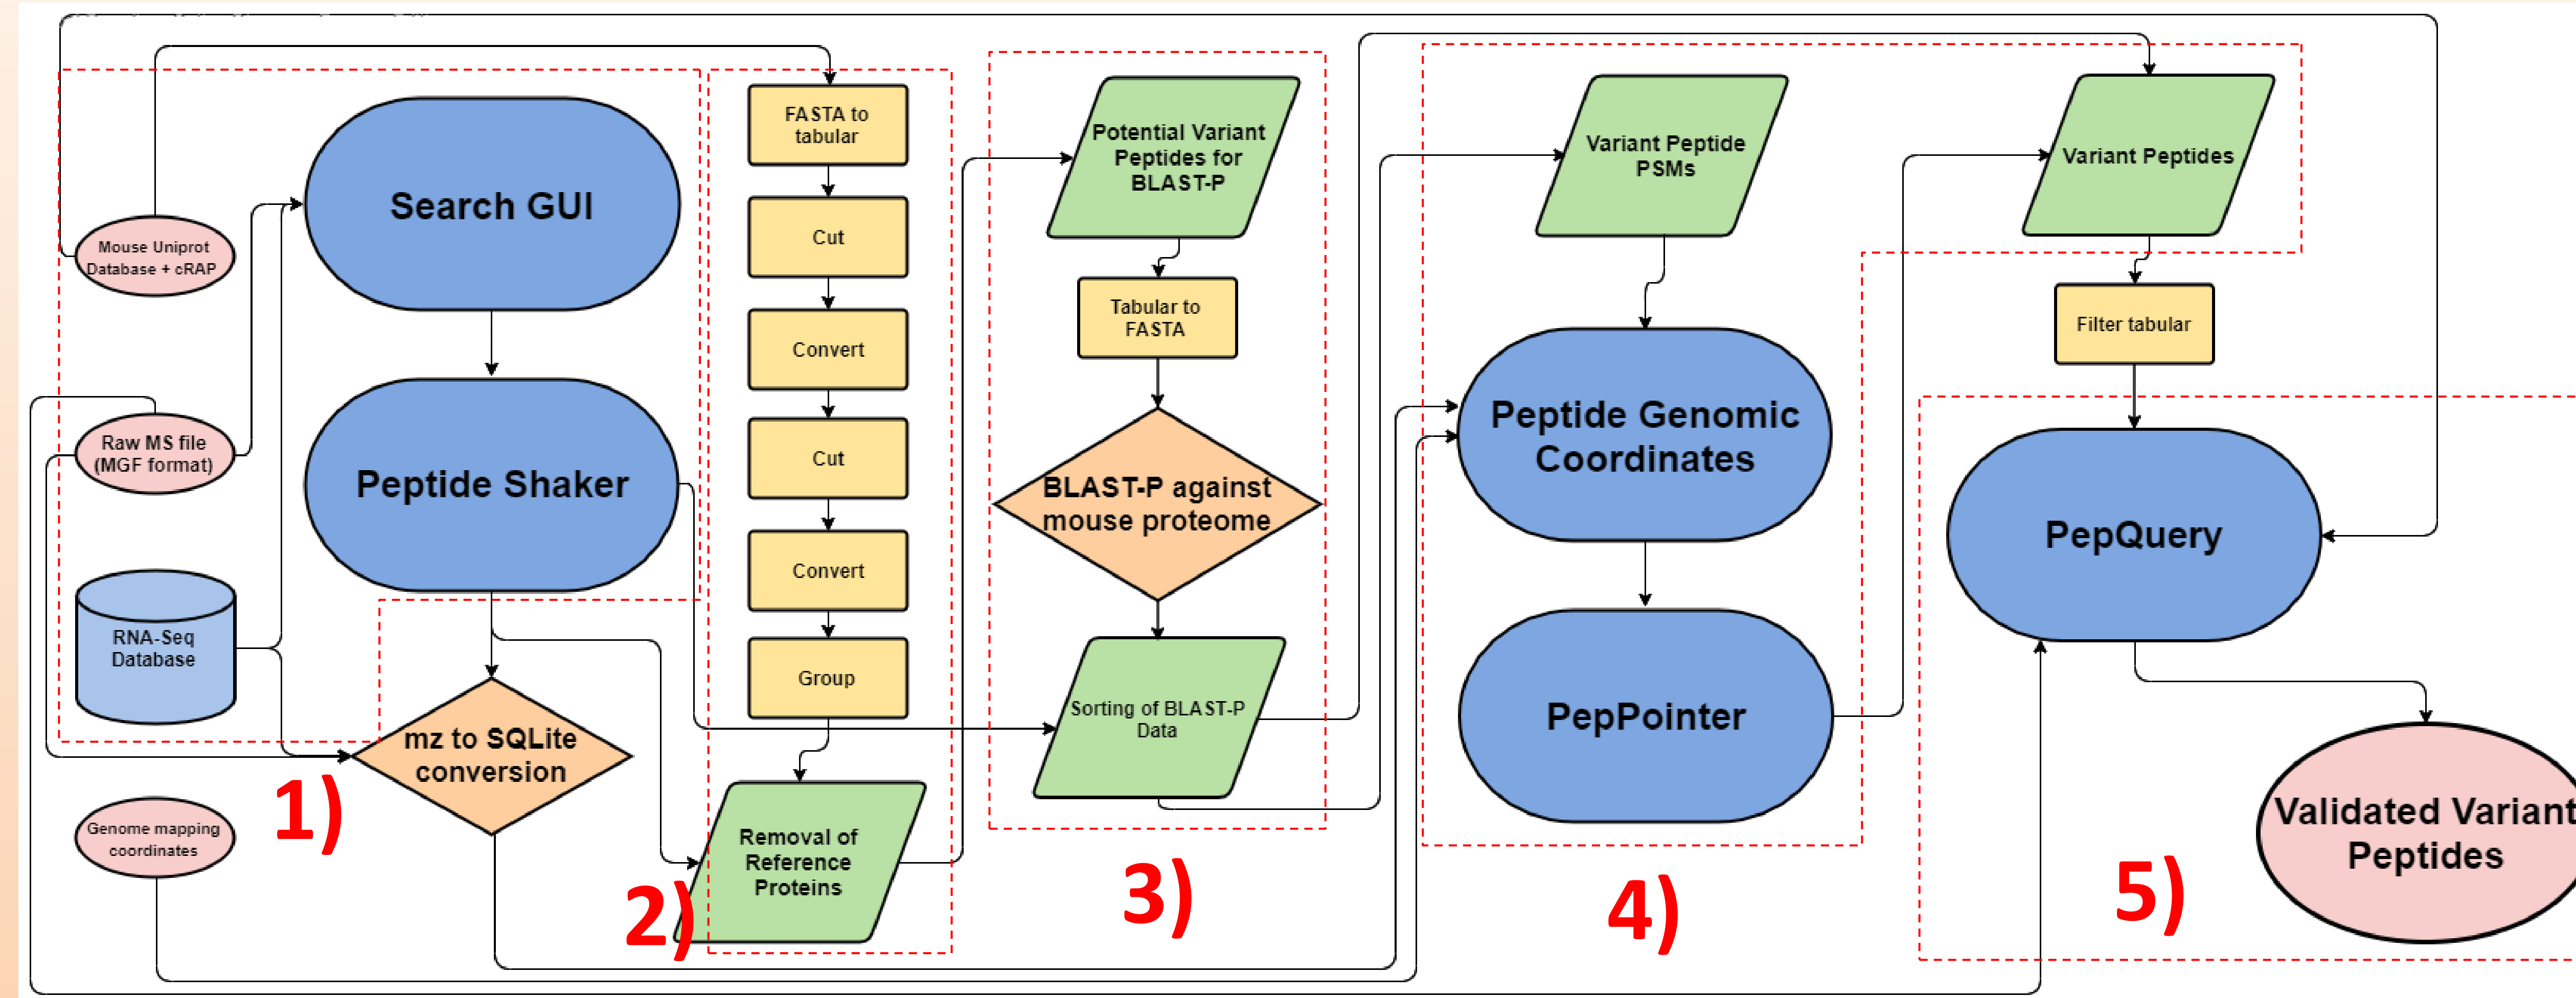 Mouse Uniprot
Database + cRAP
Raw MS file
(MGF format)
RNA-Seq
Database
Genome mapping
coordinates
Search GUI
Peptide Shaker
mz to SQLite
conversion
1)
FASTA to
tabular
Cut
Convert
Cut
Convert
Group
Removal of
Reference
Proteins
2)
Potential Variant
Peptides for
BLAST-P
Tabular to
FASTA
BLAST-P against
mouse proteome
Sorting of BLAST-P
Data
3)
Variant Peptide
PSMs
Peptide Genomic
Coordinates
PepPointer
4)
Variant Peptides
Filter tabular
PepQuery
Validated Variant
Peptides
5)